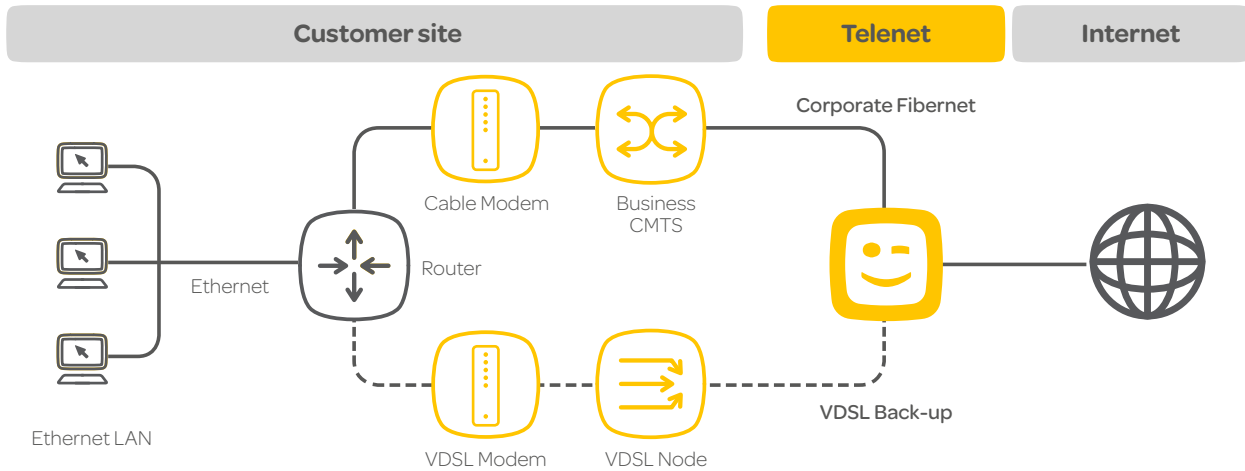 Customer site
Telenet
Internet
Corporate Fibernet
Cable Modem
Business
CMTS
Ethernet
Router
Ethernet LAN
VDSL Modem
VDSL Node
VDSL Back-up